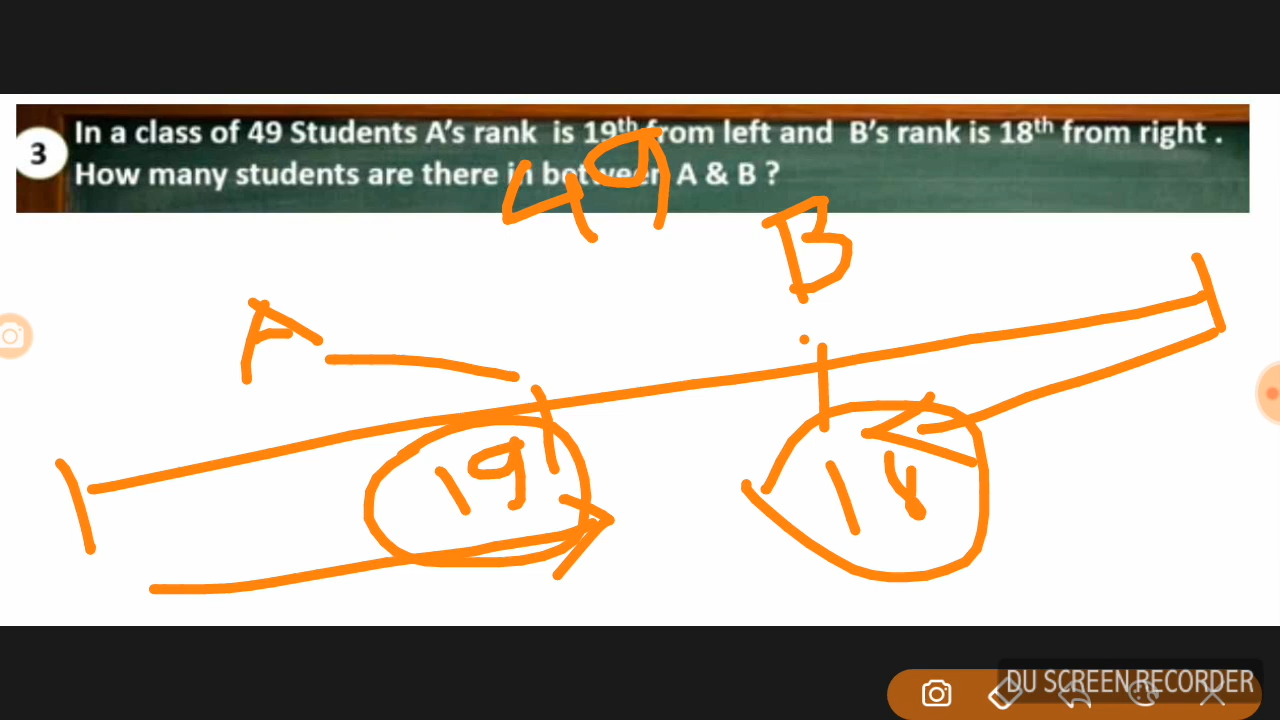 3
In a class of 49 Students A's rank is 19th from left and B's rank is 18th from right .
How many students are there in between A & B ?
49
B
A
19
18
DU SCREEN RECORDER